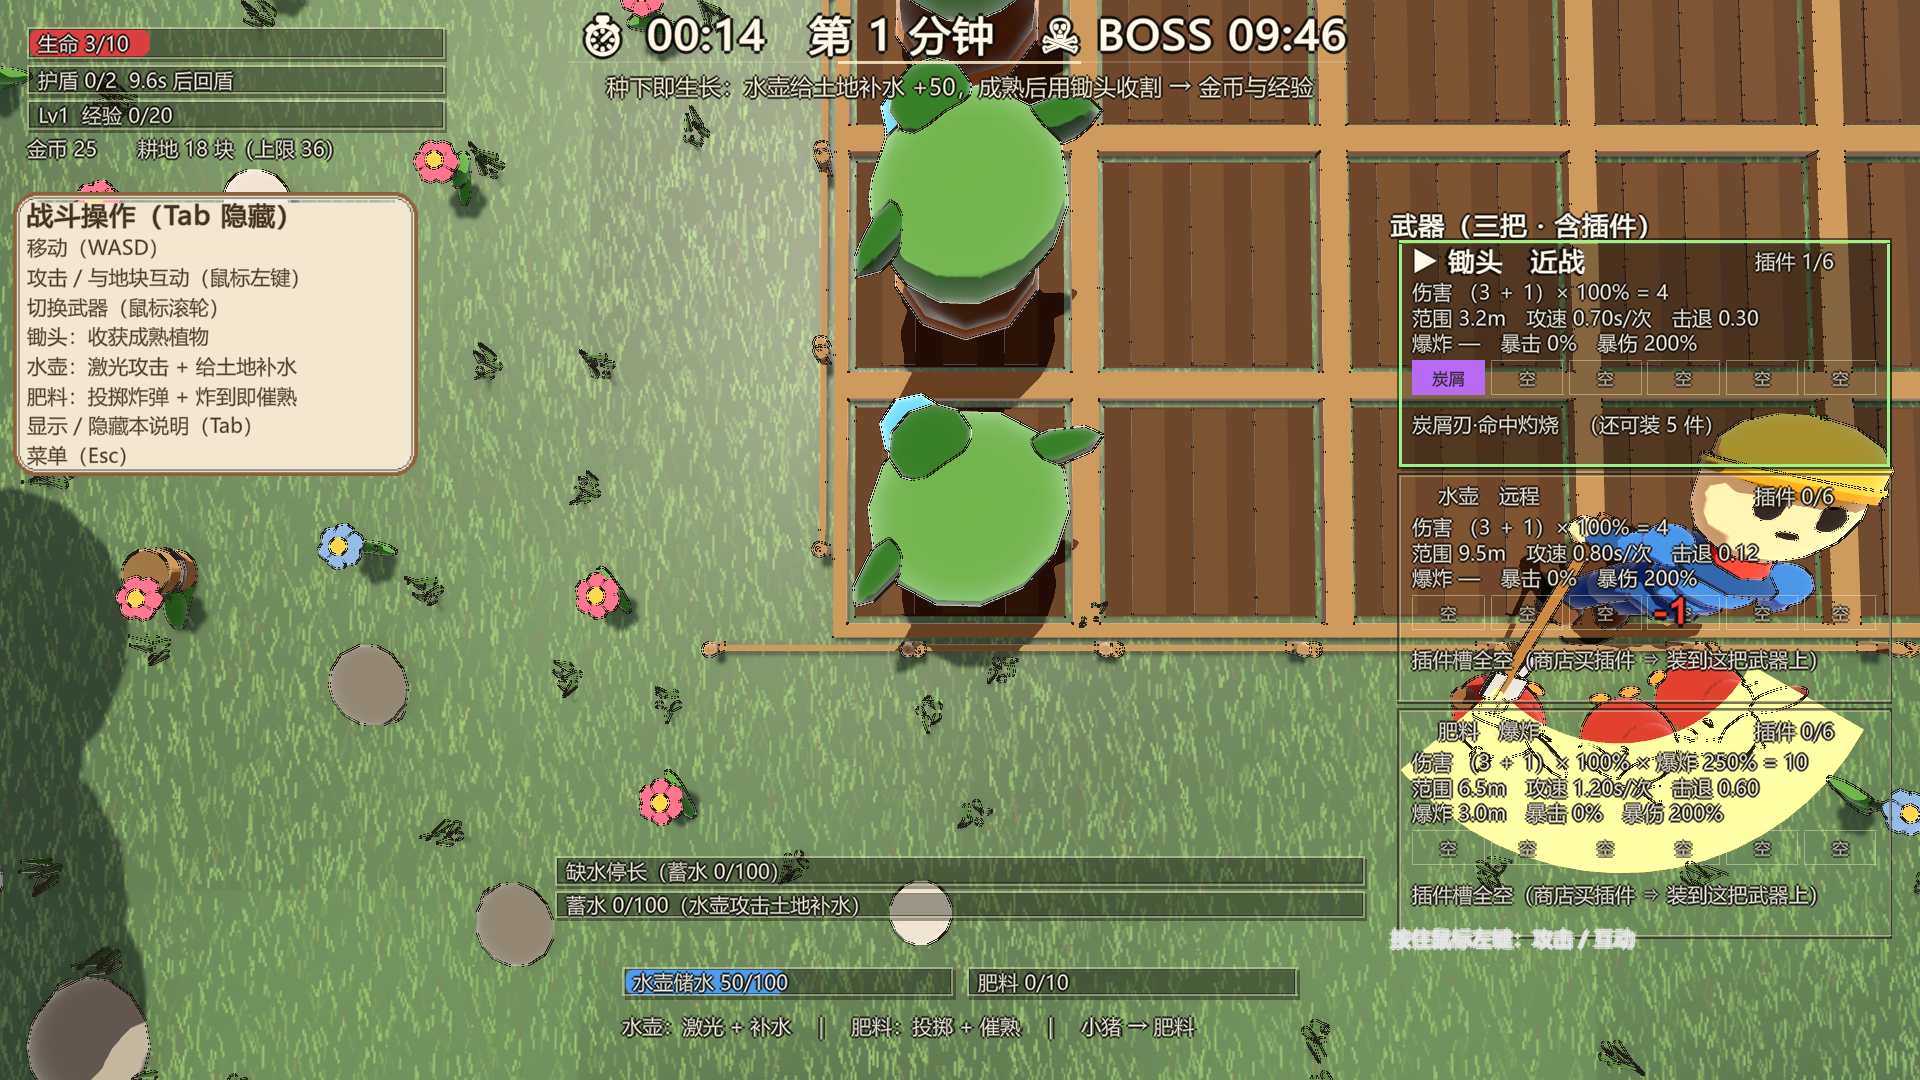 00:14 第 1 分钟 BOSS 09:46
种下即生长：水壶给土地补水 +50，成熟后用锄头收割 → 金币与经验
生命 3/10
护盾 0/2 9.6s 后回盾
Lv1 经验 0/20
金币 25 耕地 18 块（上限 36）
战斗操作（Tab 隐藏）
移动（WASD）
攻击 / 与地块互动（鼠标左键）
切换武器（鼠标滚轮）
锄头：收获成熟植物
水壶：激光攻击 + 给土地补水
肥料：投掷炸弹 + 炸到即催熟
显示 / 隐藏本说明（Tab）
菜单（Esc）
武器（三把 · 含插件）
▶ 锄头 近战 插件 1/6
伤害 （3 + 1）× 100% = 4
范围 3.2m 攻速 0.70s/次 击退 0.30
爆炸 — 暴击 0% 暴伤 200%
炭屑 空 空 空 空 空
炭屑刃·命中灼烧 （还可装 5 件）
水壶 远程 插件 0/6
伤害 （3 + 1）× 100% = 4
范围 9.5m 攻速 0.80s/次 击退 0.12
爆炸 — 暴击 0% 暴伤 200%
空 空 空 空 空 空
-1
插件槽全空（商店买插件 ⇒ 装到这把武器上）
肥料 爆炸 插件 0/6
伤害 （3 + 1）× 100% × 爆炸 250% = 10
范围 6.5m 攻速 1.20s/次 击退 0.60
爆炸 3.0m 暴击 0% 暴伤 200%
空 空 空 空 空 空
插件槽全空（商店买插件 ⇒ 装到这把武器上）
按住鼠标左键：攻击 / 互动
缺水停长（蓄水 0/100）
蓄水 0/100（水壶攻击土地补水）
水壶储水 50/100
肥料 0/10
水壶：激光 + 补水 | 肥料：投掷 + 催熟 | 小猪 → 肥料